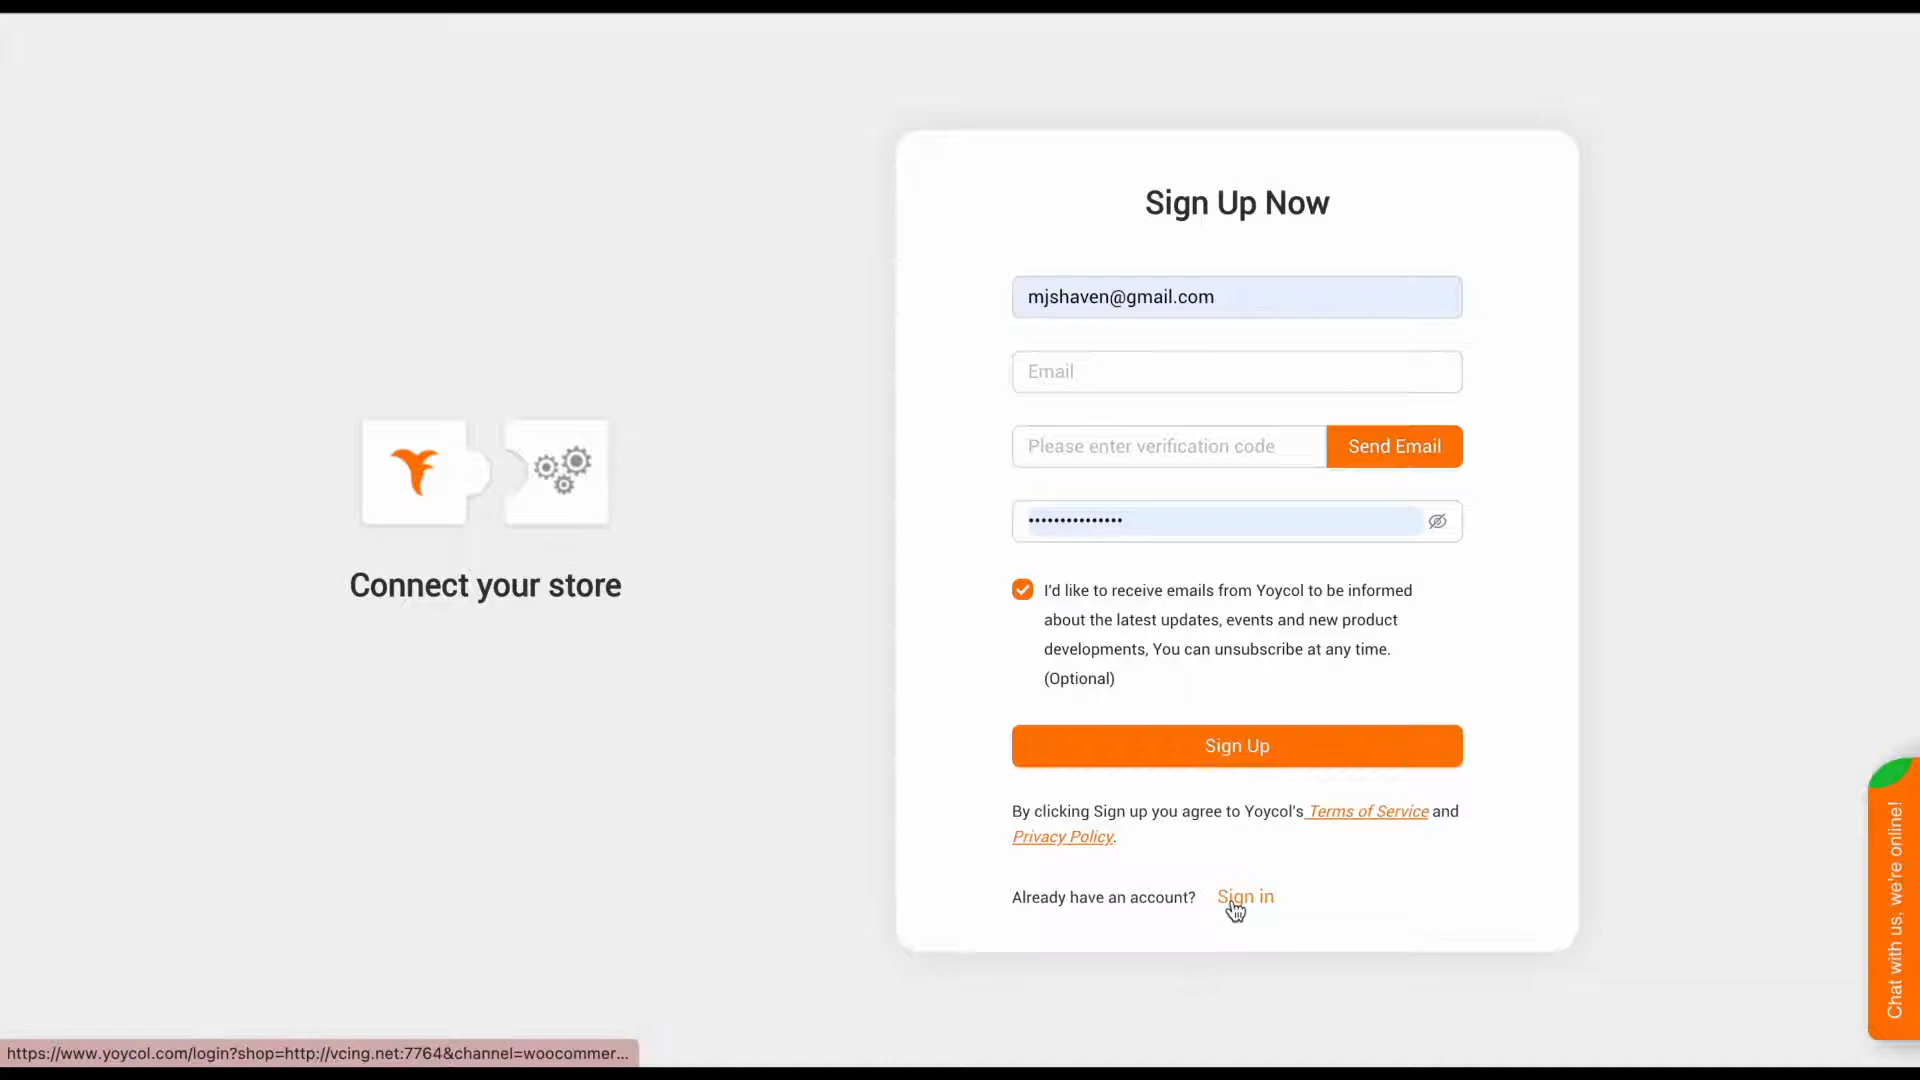 Sign Up Now
mjshaven@gmail.com
Email
Please enter verification code
Send Email
•••••••••••••••
I'd like to receive emails from Yoycol to be informed
about the latest updates, events and new product
developments, You can unsubscribe at any time.
(Optional)
Sign Up
By clicking Sign up you agree to Yoycol's Terms of Service and
Privacy Policy.
Already have an account? Sign in
Connect your store
Chat with us, we're online!
https://www.yoycol.com/login?shop=http://vcing.net:7764&channel=woocommer...